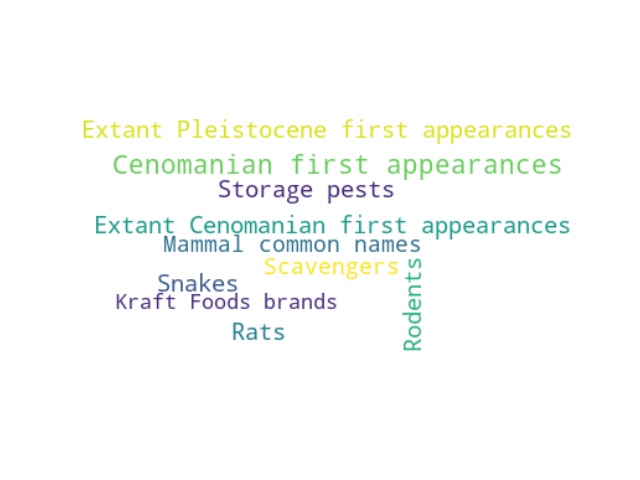 Extant Pleistocene first appearances
Cenomanian first appearances
Storage pests
Extant Cenomanian first appearances
Mammal common names
Scavengers
Snakes
Kraft Foods brands
Rats
Rodents